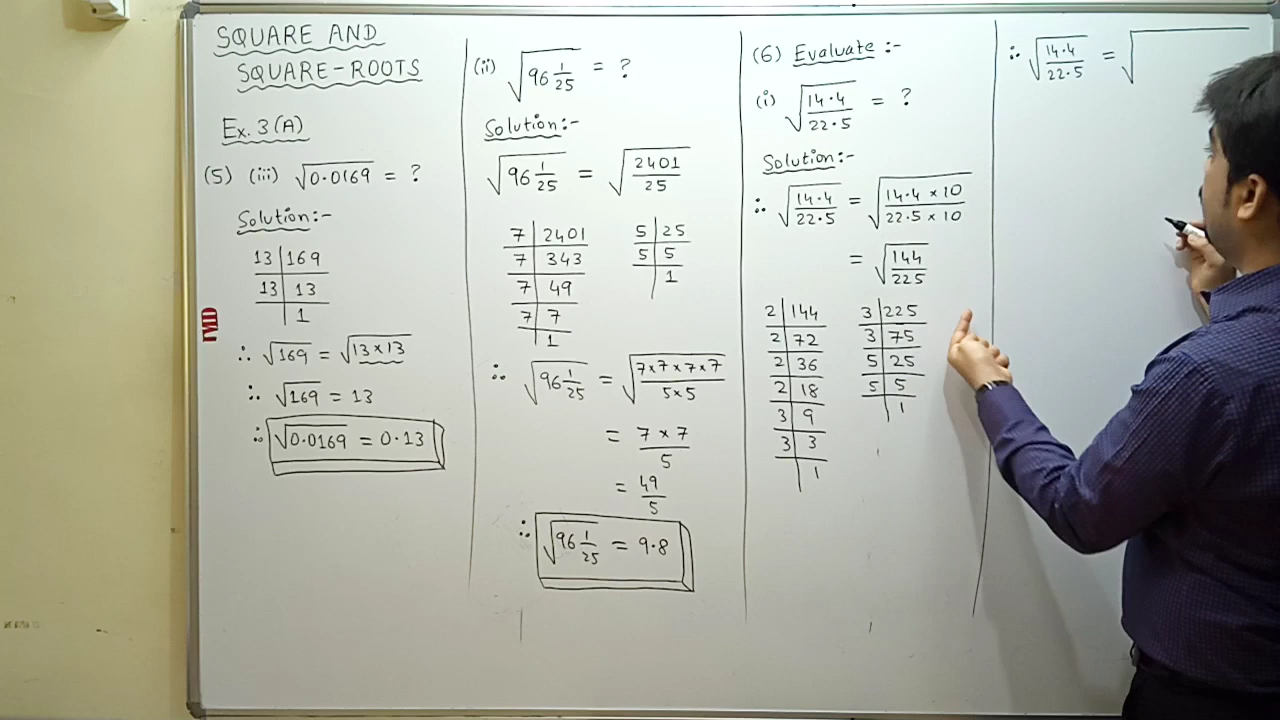 SQUARE AND
SQUARE-ROOTS
Ex. 3(A)
(5) (iii) √0.0169 = ?
Solution:-
13 | 169
13 | 13
| 1
∴ √169 = √13×13
∴ √169 = 13
∴ √0.0169 = 0.13
(ii) √96 1/25 = ?
Solution:-
√96 1/25 = √2401/25
7 | 2401
7 | 343
7 | 49
7 | 7
1
5 | 25
5 | 5
| 1
∴ √96 1/25 = √7×7×7×7/5×5
= 7×7/5
= 49/5
∴ √96 1/25 = 9.8
(6) Evaluate :-
(i) √14.4/22.5 = ?
Solution:-
∴ √14.4/22.5 = √14.4×10/22.5×10
= √144/225
2 | 144
2 | 72
2 | 36
2 | 18
3 | 9
3 | 3
| 1
3 | 225
3 | 75
5 | 25
5 | 5
| 1
∴ √14.4/22.5 = √